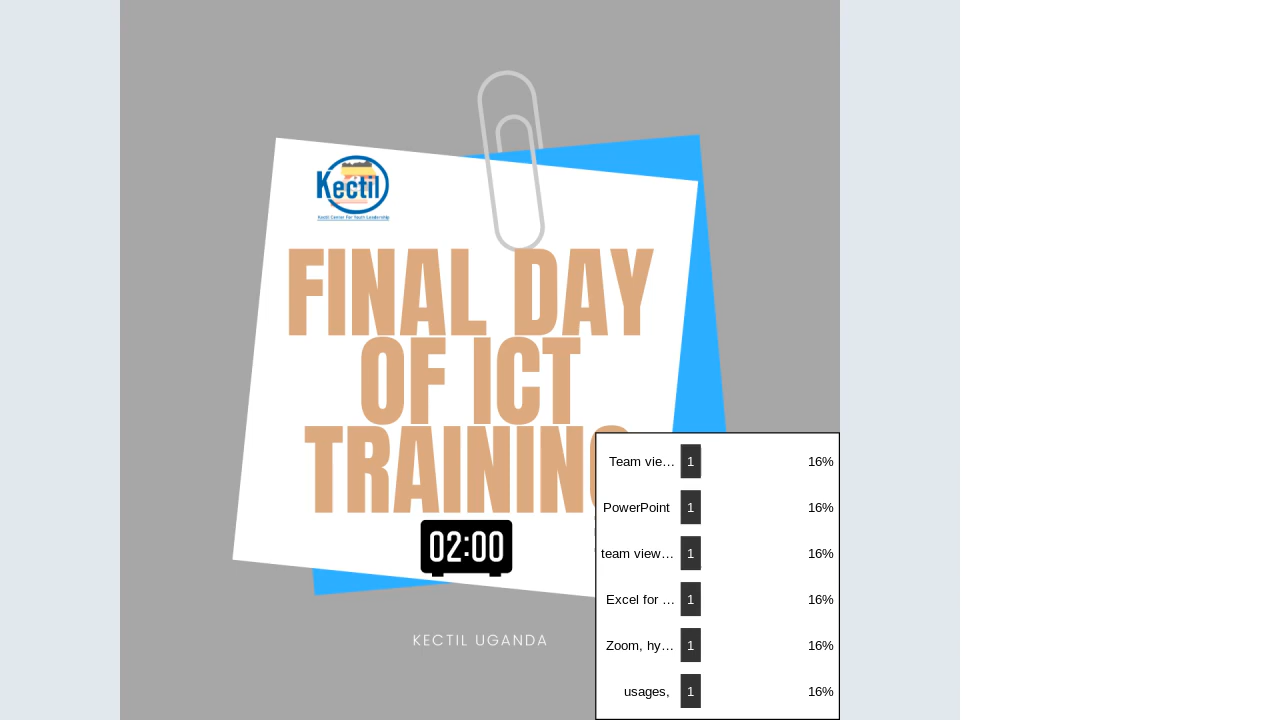 Kectil
Kectil Center For Youth Leadership
FINAL DAY
OF ICT
TRAINING
02:00
KECTIL UGANDA
Team vie… 1 16%
PowerPoint 1 16%
team view… 1 16%
Excel for … 1 16%
Zoom, hy… 1 16%
usages, 1 16%